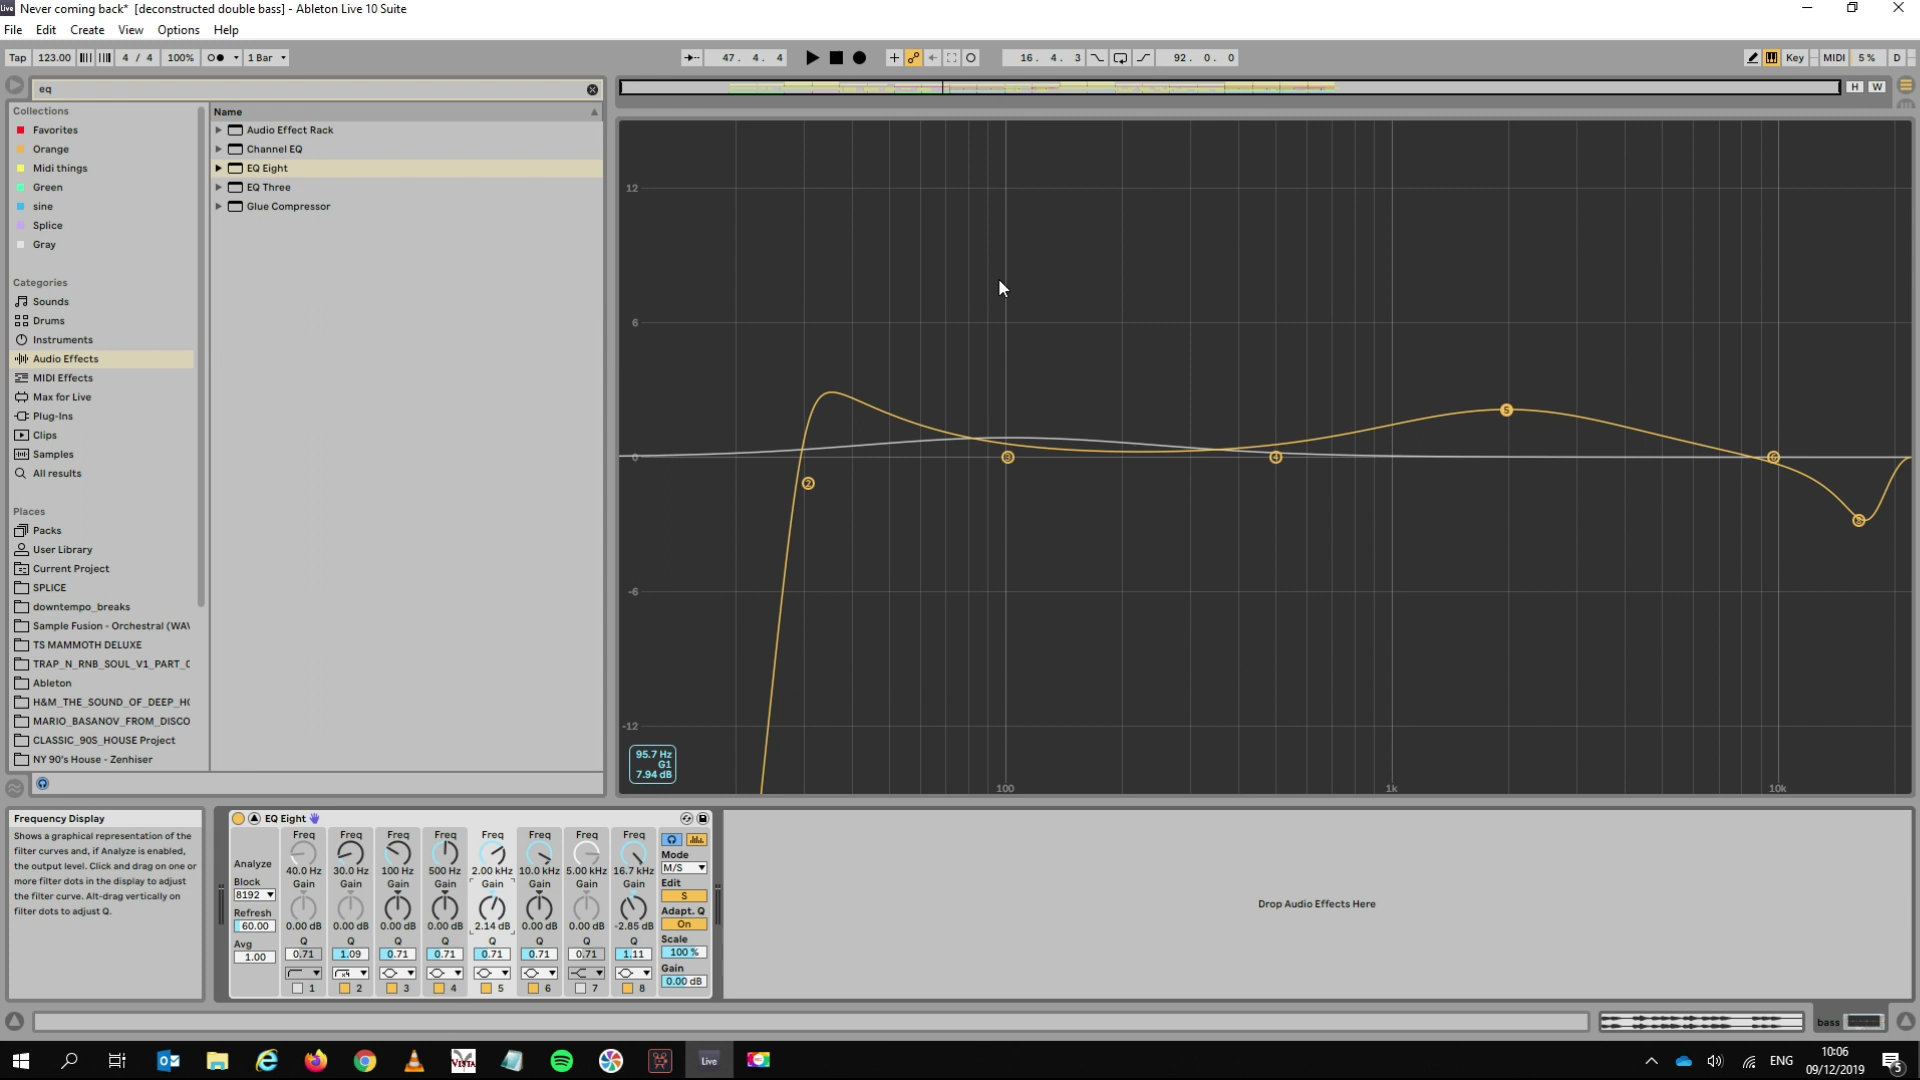 Never coming back* [deconstructed double bass] - Ableton Live 10 Suite
File Edit Create View Options Help
Tap 123.00 4 / 4 100% 1 Bar 47. 4. 4 16. 4. 3 92. 0. 0 Key MIDI 5 % D
eq
H W
Collections
Favorites
Orange
Midi things
Green
sine
Splice
Gray
Categories
Sounds
Drums
Instruments
Audio Effects
MIDI Effects
Max for Live
Plug-Ins
Clips
Samples
All results
Places
Packs
User Library
Current Project
SPLICE
downtempo_breaks
Sample Fusion - Orchestral (WAV
TS MAMMOTH DELUXE
TRAP_N_RNB_SOUL_V1_PART_C
Ableton
H&M_THE_SOUND_OF_DEEP_HO
MARIO_BASANOV_FROM_DISCO
CLASSIC_90S_HOUSE Project
NY 90's House - Zenhiser
Name
Audio Effect Rack
Channel EQ
EQ Eight
EQ Three
Glue Compressor
12
6
0
-6
-12
2 3 4 5 6 8
95.7 Hz
G1
7.94 dB
100 1k 10k
Frequency Display
Shows a graphical representation of the
filter curves and, if Analyze is enabled,
the output level. Click and drag on one or
more filter dots in the display to adjust
the filter curve. Alt-drag vertically on
filter dots to adjust Q.
EQ Eight
Analyze
Block
8192
Refresh
60.00
Avg
1.00
Freq Freq Freq Freq Freq Freq Freq Freq
40.0 Hz 30.0 Hz 100 Hz 500 Hz 2.00 kHz 10.0 kHz 5.00 kHz 16.7 kHz
Gain Gain Gain Gain Gain Gain Gain Gain
0.00 dB 0.00 dB 0.00 dB 0.00 dB 2.14 dB 0.00 dB 0.00 dB -2.85 dB
Q Q Q Q Q Q Q Q
0.71 1.09 0.71 0.71 0.71 0.71 0.71 1.11
x4
1 2 3 4 5 6 7 8
Mode
M/S
Edit
S
Adapt. Q
On
Scale
100 %
Gain
0.00 dB
Drop Audio Effects Here
bass
Live
VISTA
Live
ENG
10:06
09/12/2019
5